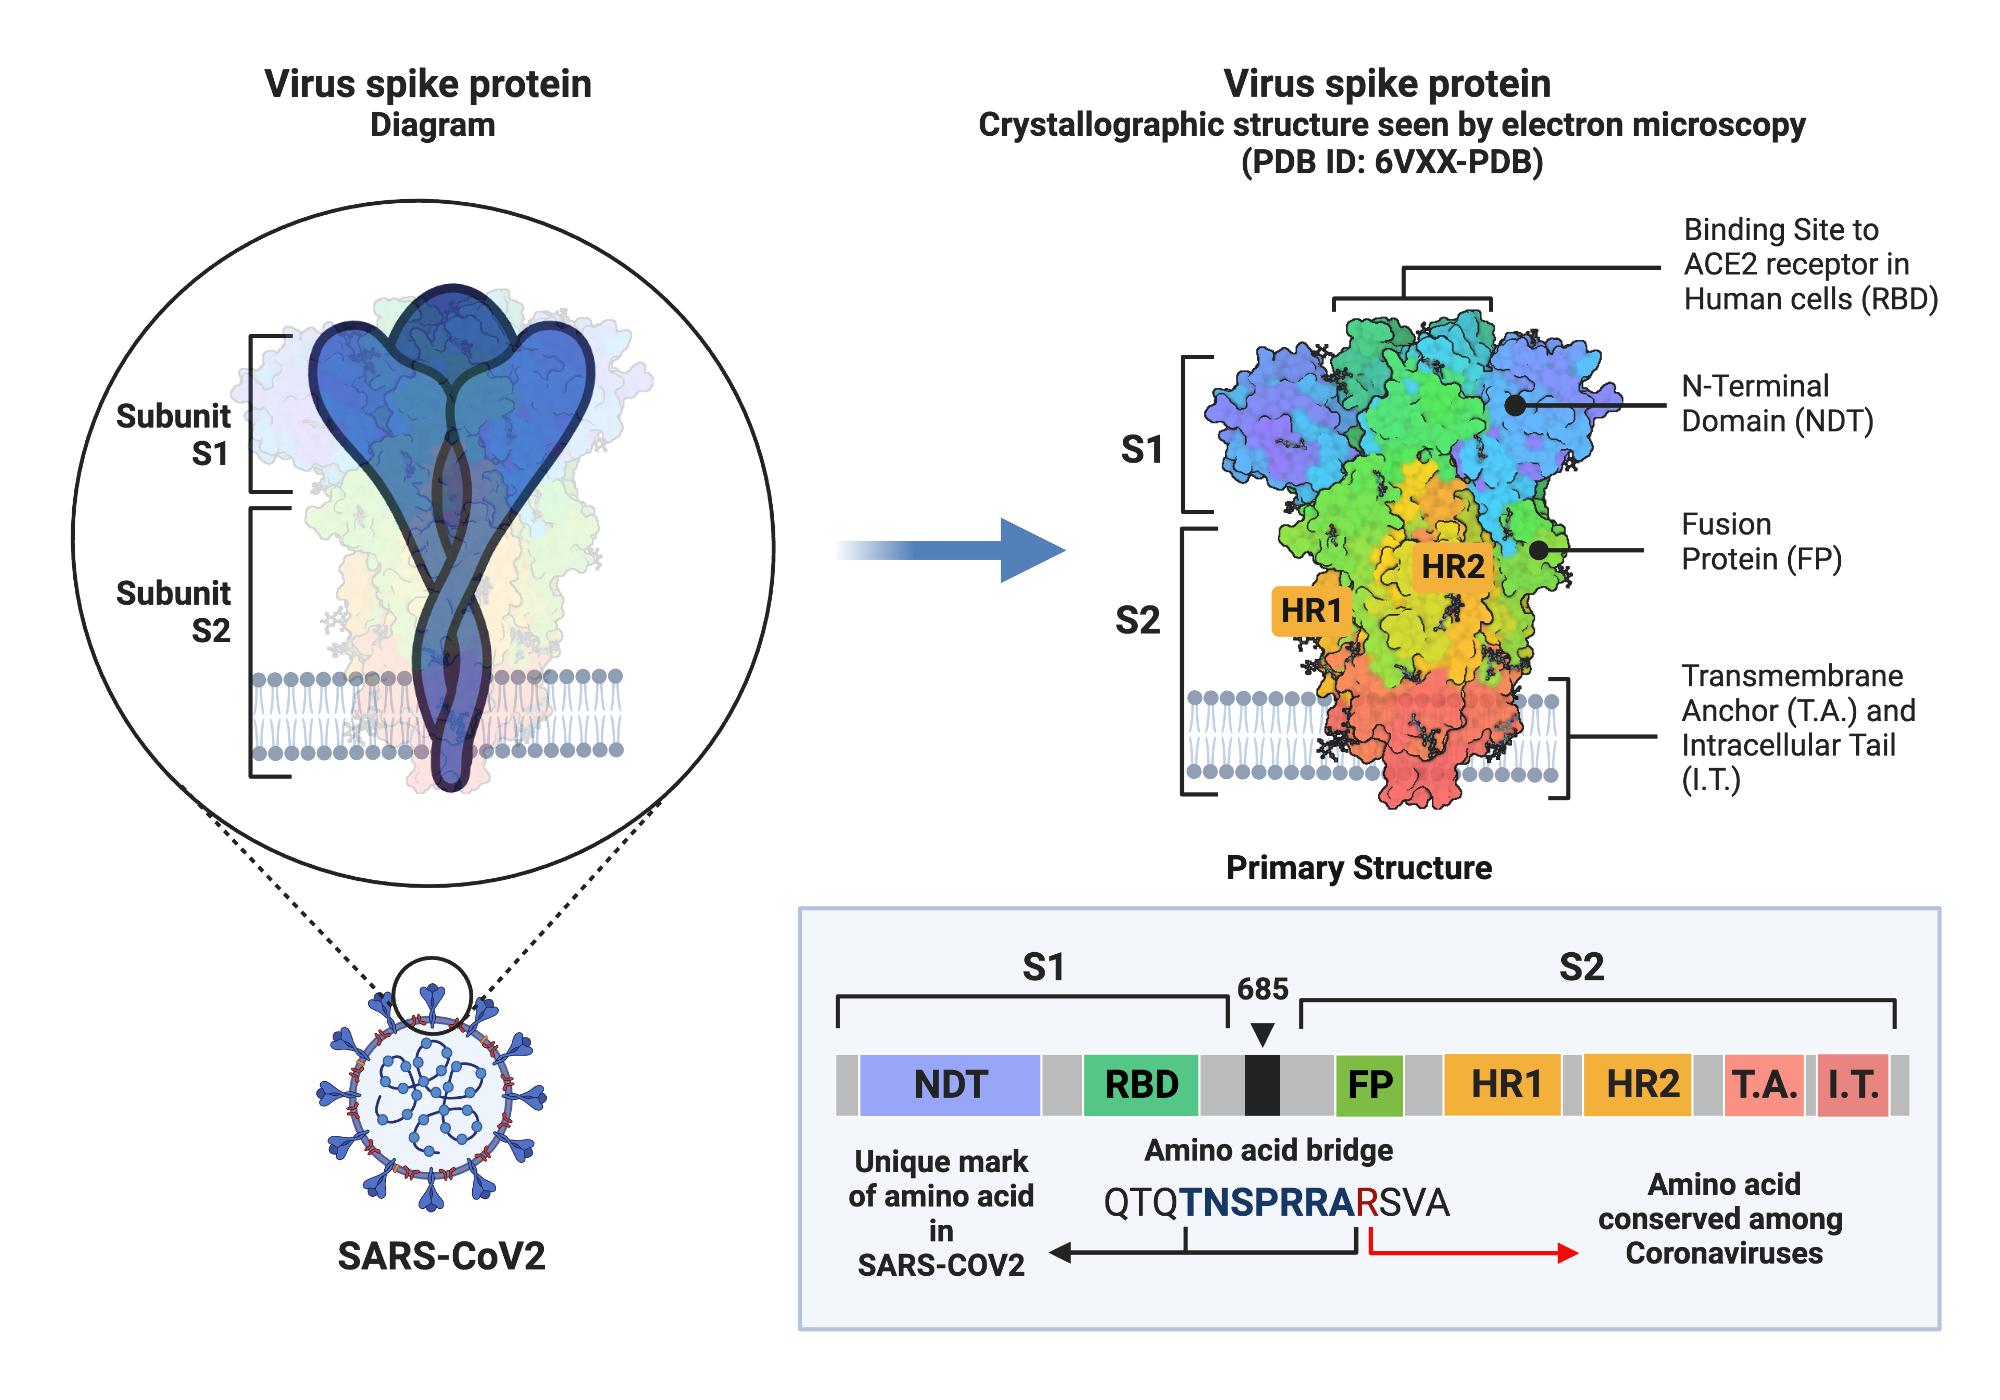 Virus spike protein
Diagram
Subunit
S1
Subunit
S2
SARS-CoV2
Virus spike protein
Crystallographic structure seen by electron microscopy
(PDB ID: 6VXX-PDB)
Binding Site to
ACE2 receptor in
Human cells (RBD)
N-Terminal
Domain (NDT)
Fusion
Protein (FP)
Transmembrane
Anchor (T.A.) and
Intracellular Tail
(I.T.)
S1
S2
HR2
HR1
Primary Structure
S1
685
S2
NDT
RBD
FP
HR1
HR2
T.A.
I.T.
Unique mark
of amino acid
in
SARS-COV2
Amino acid bridge
QTQTNSPRRARSVA
Amino acid
conserved among
Coronaviruses